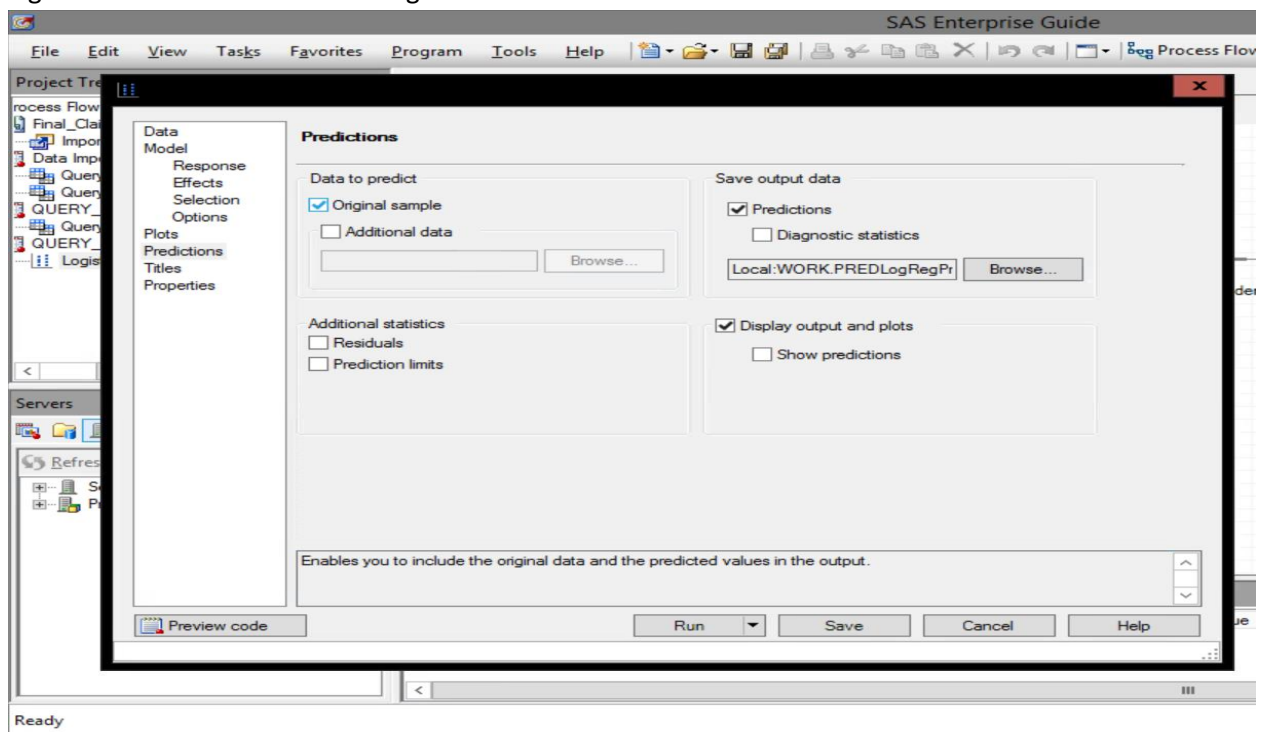 SAS Enterprise Guide
File Edit View Tasks Favorites Program Tools Help Process Flow
Project Tre
rocess Flow
Final_Clai
Impor
Data Imp
Query
Query
QUERY_
Query
QUERY_
Logis
Data
Model
Response
Effects
Selection
Options
Plots
Predictions
Titles
Properties
Predictions
Data to predict
Original sample
Additional data
Browse...
Save output data
Predictions
Diagnostic statistics
Local:WORK.PREDLogRegPr Browse...
Additional statistics
Residuals
Prediction limits
Display output and plots
Show predictions
Enables you to include the original data and the predicted values in the output.
Preview code Run Save Cancel Help
Servers
Refres
Ready